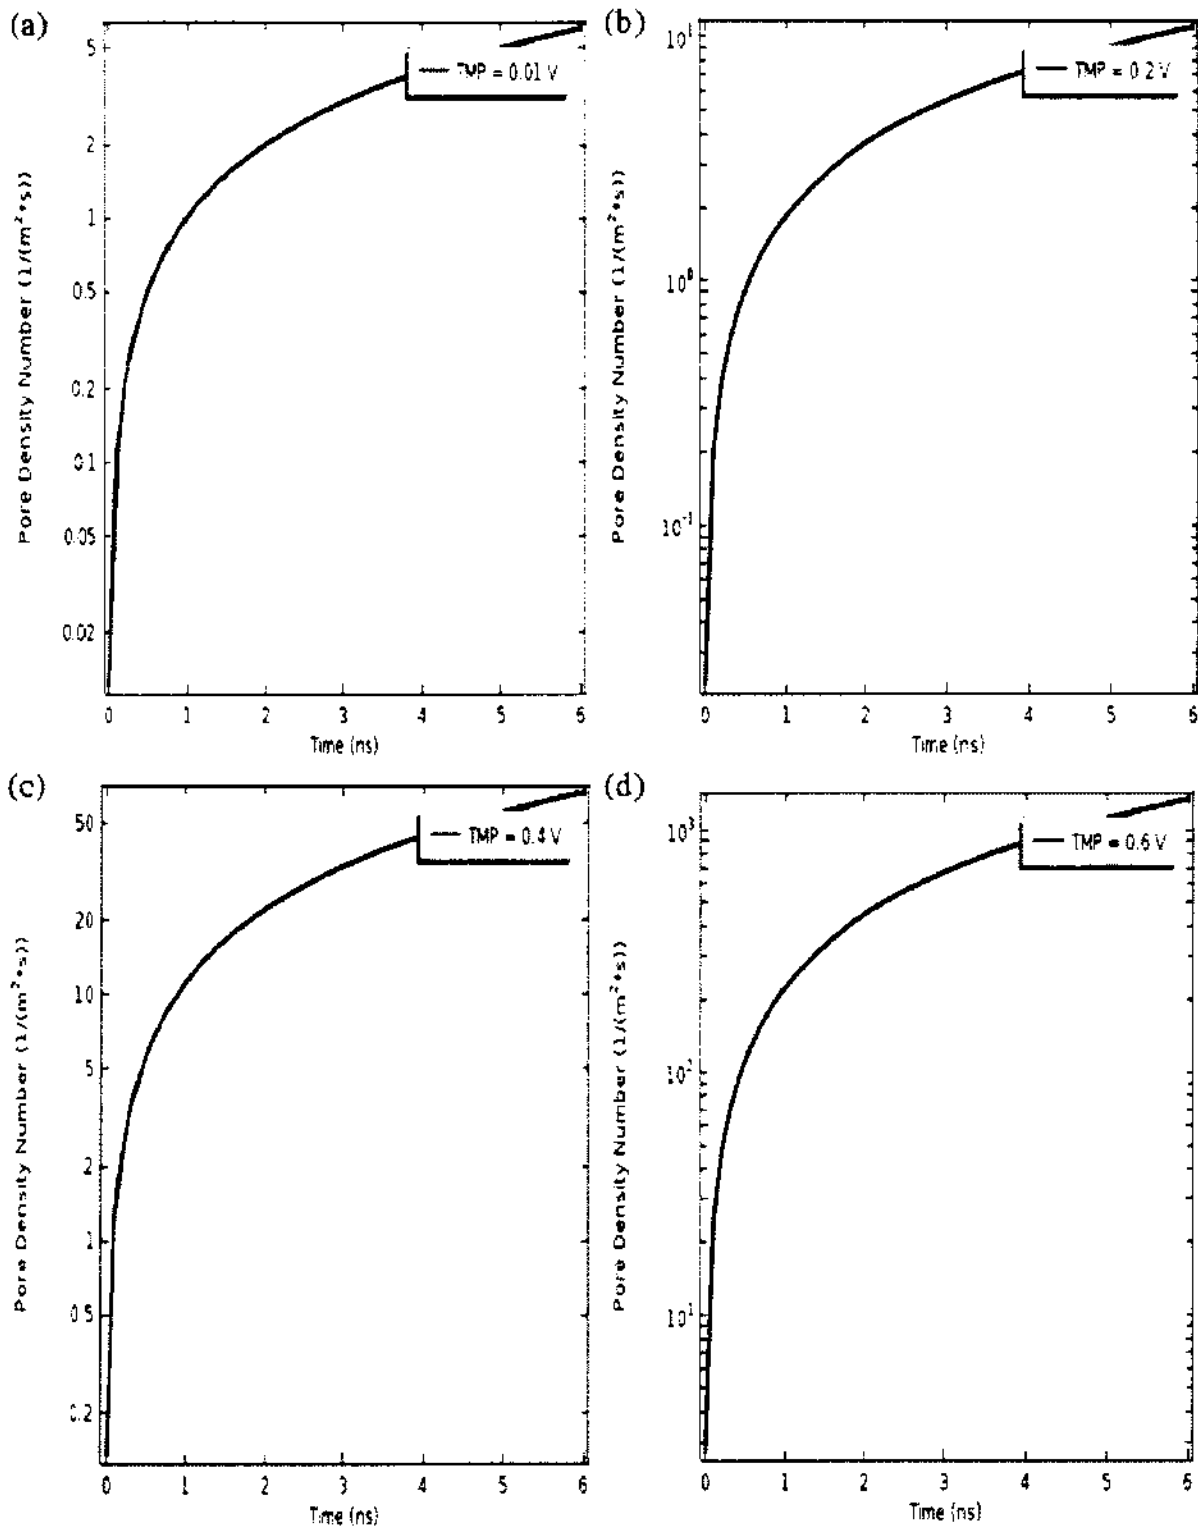 (a)
TMP = 0.01 V
Pore Density Number (1/(m²*s))
5
2
1
0.5
0.2
0.1
0.05
0.02
0 1 2 3 4 5 6
Time (ns)
(b)
TMP = 0.2 V
Pore Density Number (1/(m²*s))
10¹
10⁰
10⁻¹
0 1 2 3 4 5 6
Time (ns)
(c)
TMP = 0.4 V
Pore Density Number (1/(m²*s))
50
20
10
5
2
1
0.5
0.2
0 1 2 3 4 5 6
Time (ns)
(d)
TMP = 0.6 V
Pore Density Number (1/(m²*s))
10³
10²
10¹
0 1 2 3 4 5 6
Time (ns)